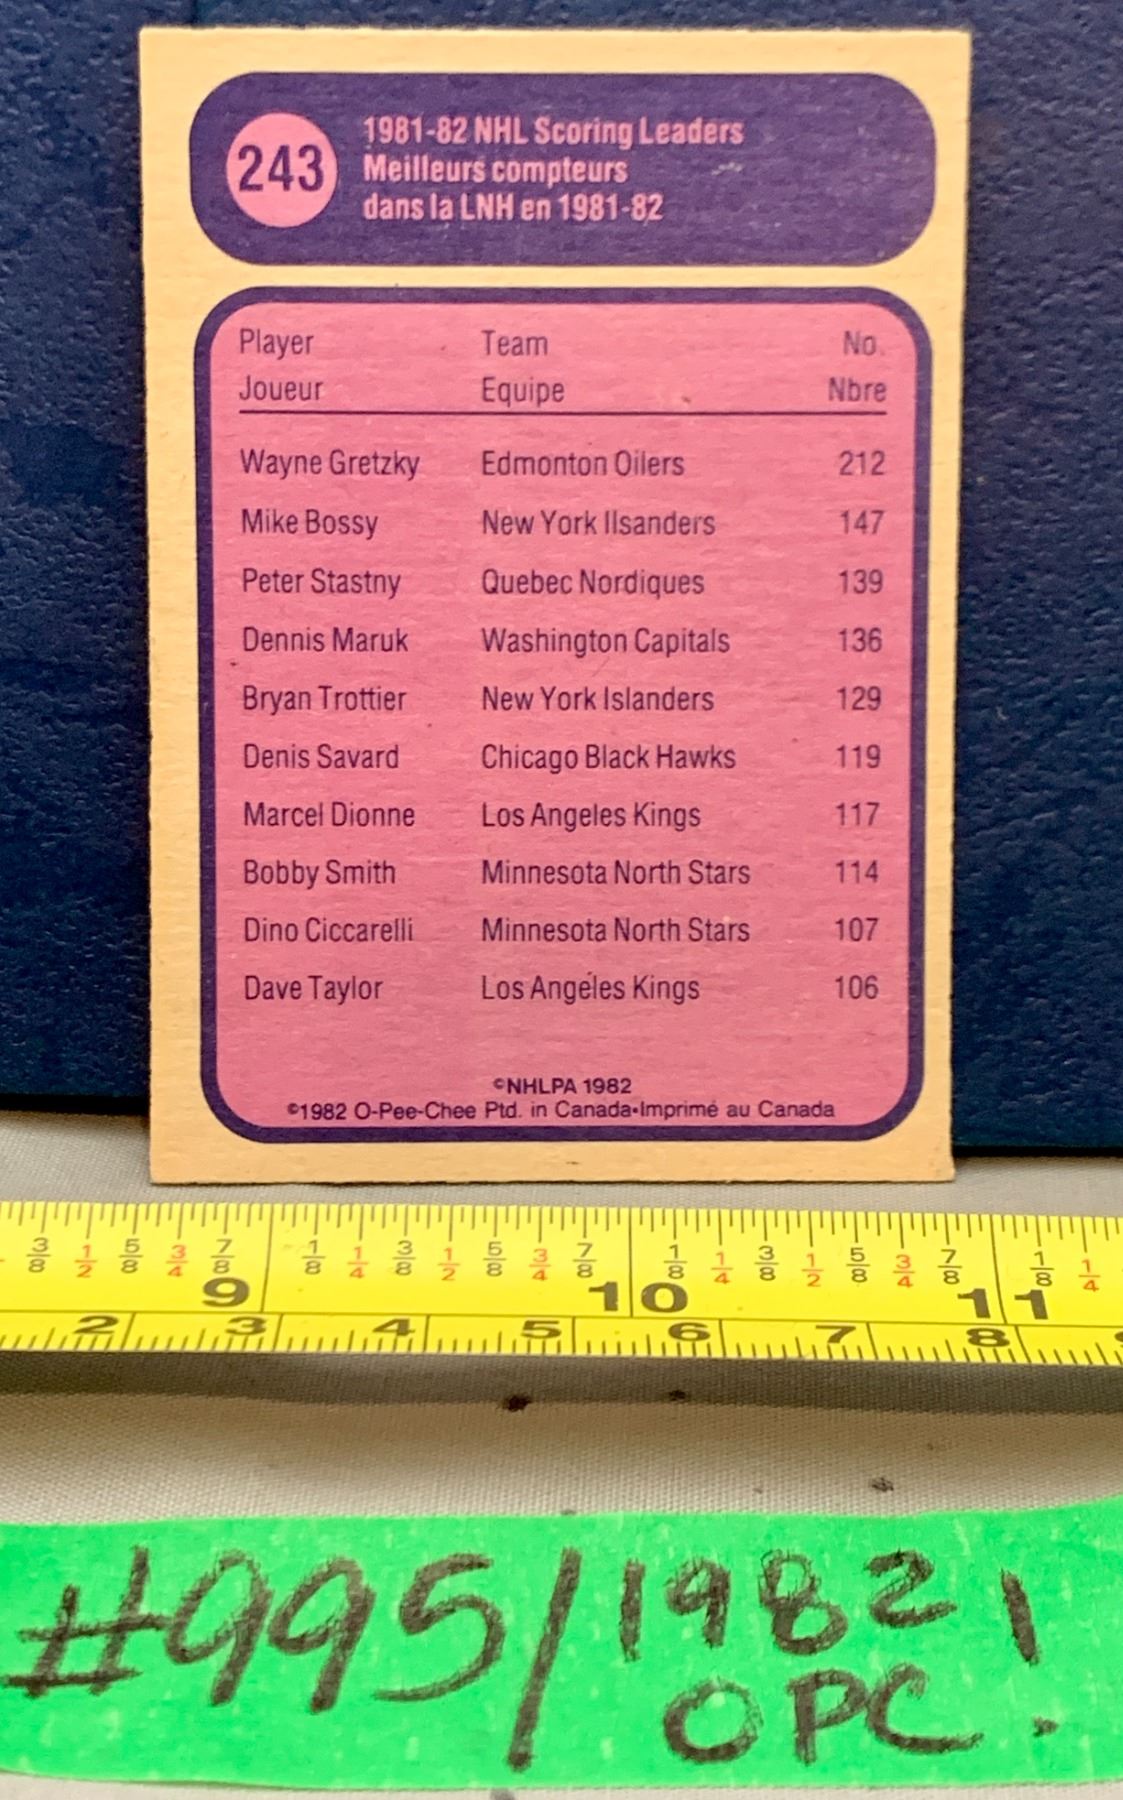 243
1981-82 NHL Scoring Leaders
Meilleurs compteurs
dans la LNH en 1981-82
Player Team No.
Joueur Equipe Nbre
Wayne Gretzky Edmonton Oilers 212
Mike Bossy New York Ilsanders 147
Peter Stastny Quebec Nordiques 139
Dennis Maruk Washington Capitals 136
Bryan Trottier New York Islanders 129
Denis Savard Chicago Black Hawks 119
Marcel Dionne Los Angeles Kings 117
Bobby Smith Minnesota North Stars 114
Dino Ciccarelli Minnesota North Stars 107
Dave Taylor Los Angeles Kings 106
©NHLPA 1982
©1982 O-Pee-Chee Ptd. in Canada•Imprimé au Canada
3/8 1/2 5/8 3/4 7/8 1/8 1/4 3/8 1/2 5/8 3/4 7/8 1/8 1/4 3/8 1/2 5/8 3/4 7/8 1/8 1/4
9 10 11
2 3 4 5 6 7 8
#995/1982 |
OPC.